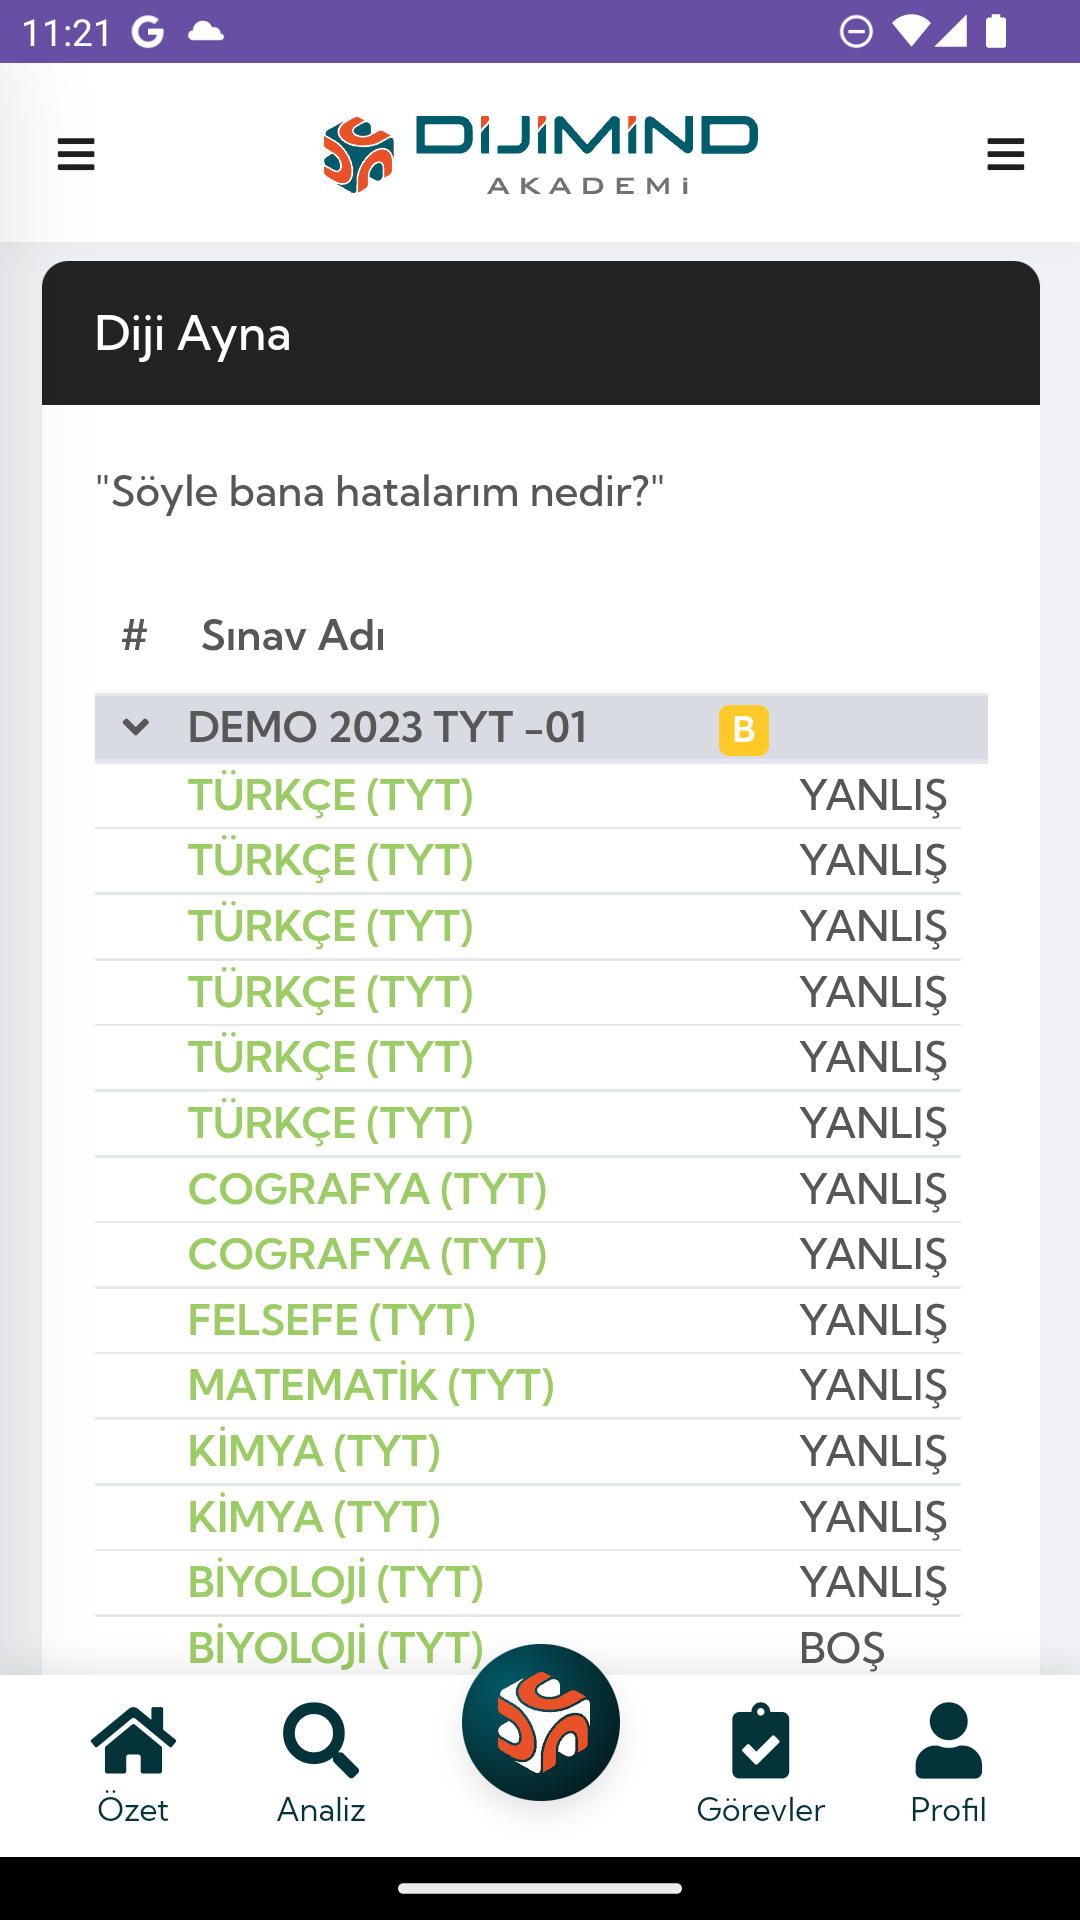 11:21
DİJİMİND
AKADEMİ
Diji Ayna
"Söyle bana hatalarım nedir?"
# Sınav Adı
DEMO 2023 TYT -01 B
TÜRKÇE (TYT) YANLIŞ
TÜRKÇE (TYT) YANLIŞ
TÜRKÇE (TYT) YANLIŞ
TÜRKÇE (TYT) YANLIŞ
TÜRKÇE (TYT) YANLIŞ
TÜRKÇE (TYT) YANLIŞ
COGRAFYA (TYT) YANLIŞ
COGRAFYA (TYT) YANLIŞ
FELSEFE (TYT) YANLIŞ
MATEMATİK (TYT) YANLIŞ
KİMYA (TYT) YANLIŞ
KİMYA (TYT) YANLIŞ
BİYOLOJİ (TYT) YANLIŞ
BİYOLOJİ (TYT) BOŞ
Özet Analiz Görevler Profil